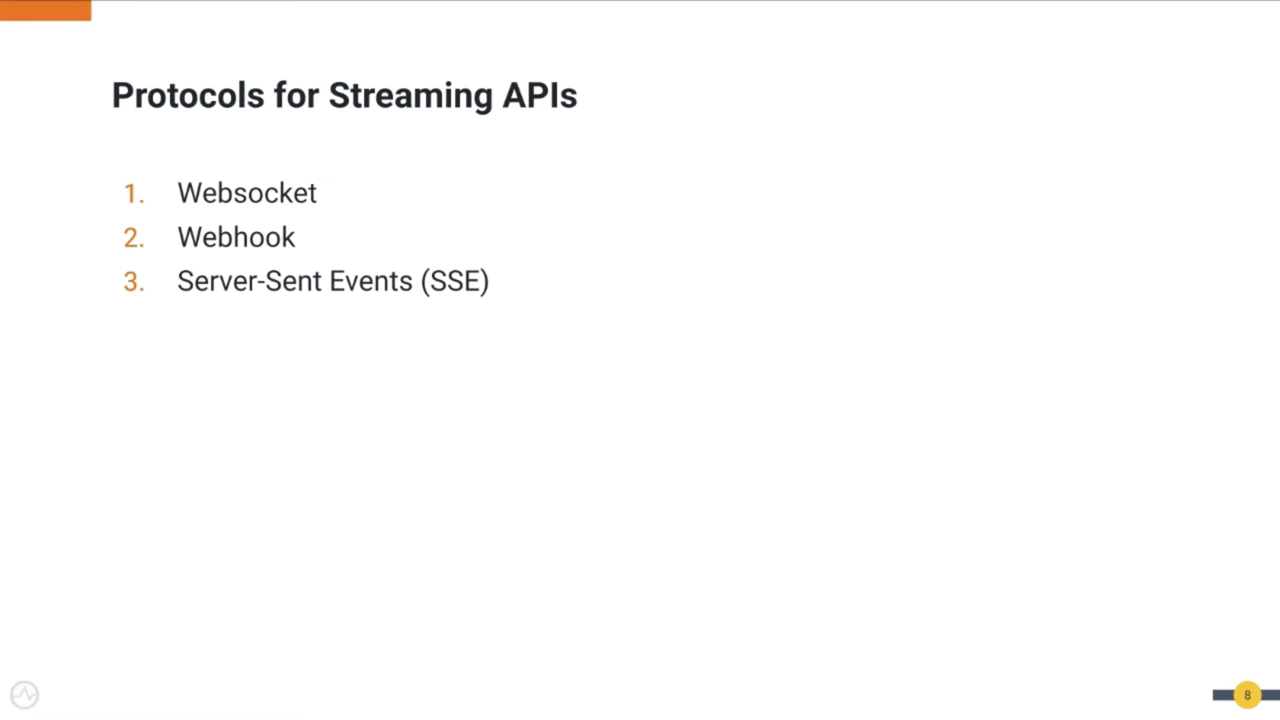 Protocols for Streaming APIs
1. Websocket
2. Webhook
3. Server-Sent Events (SSE)
8